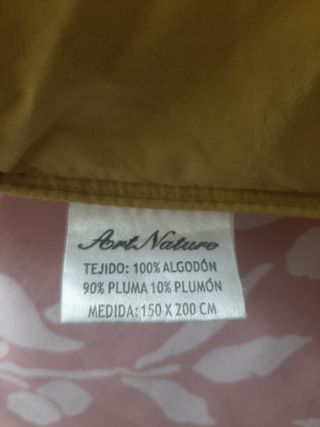 Art Nature
TEJIDO: 100% ALGODÓN
90% PLUMA 10% PLUMÓN
MEDIDA: 150 X 200 CM